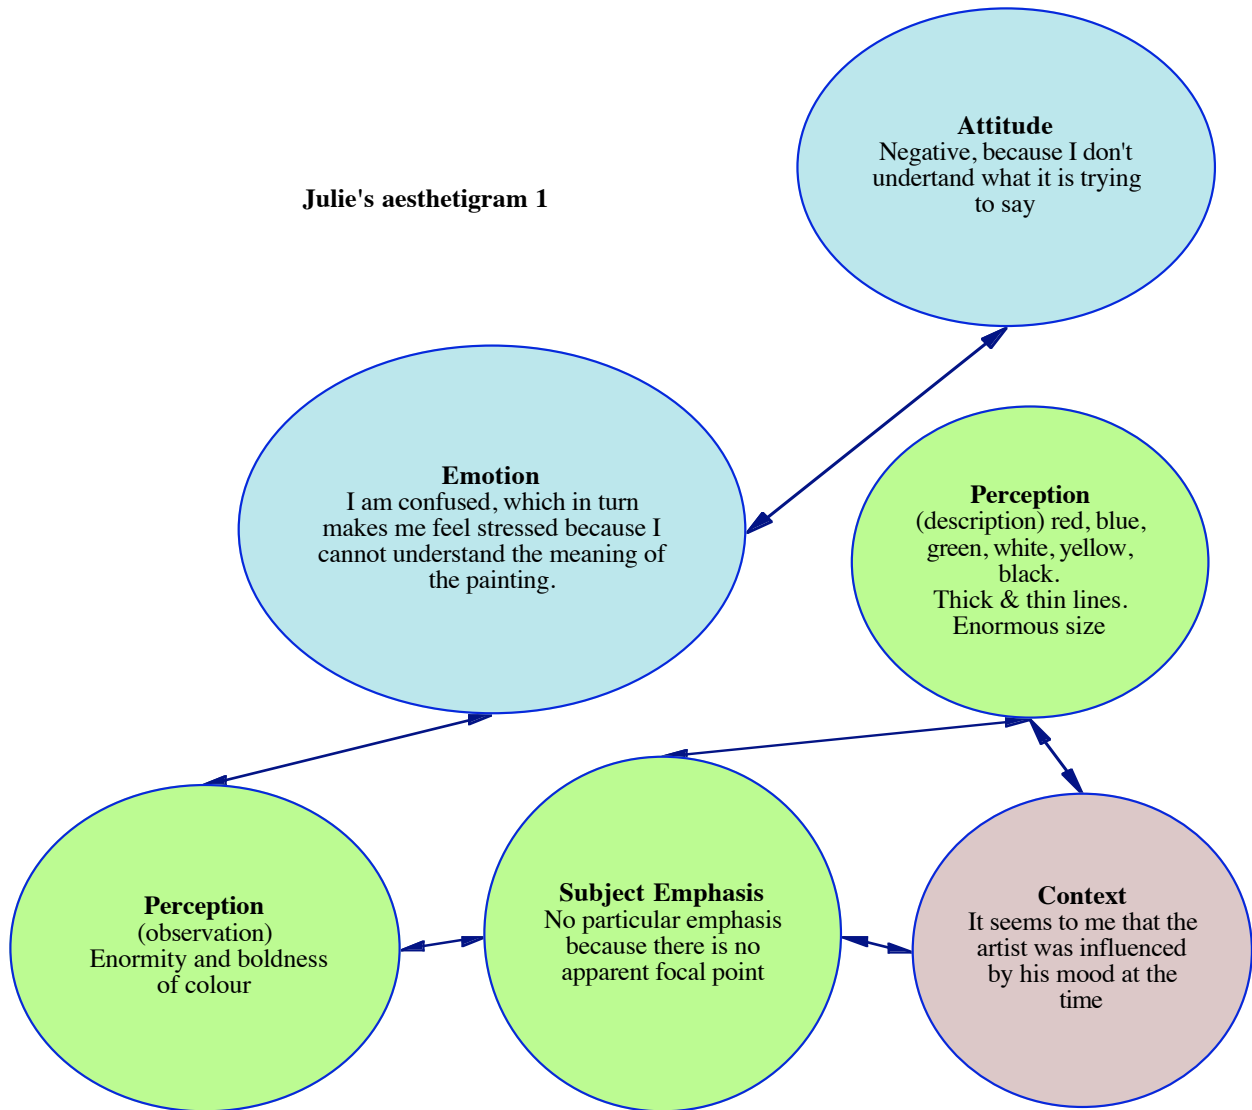 Attitude
Negative, because I don't
undertand what it is trying
to say
Julie's aesthetigram 1
Emotion
I am confused, which in turn
makes me feel stressed because I
cannot understand the meaning of
the painting.
Perception
(description) red, blue,
green, white, yellow,
black.
Thick & thin lines.
Enormous size
Perception
(observation)
Enormity and boldness
of colour
Subject Emphasis
No particular emphasis
because there is no
apparent focal point
Context
It seems to me that the
artist was influenced
by his mood at the
time